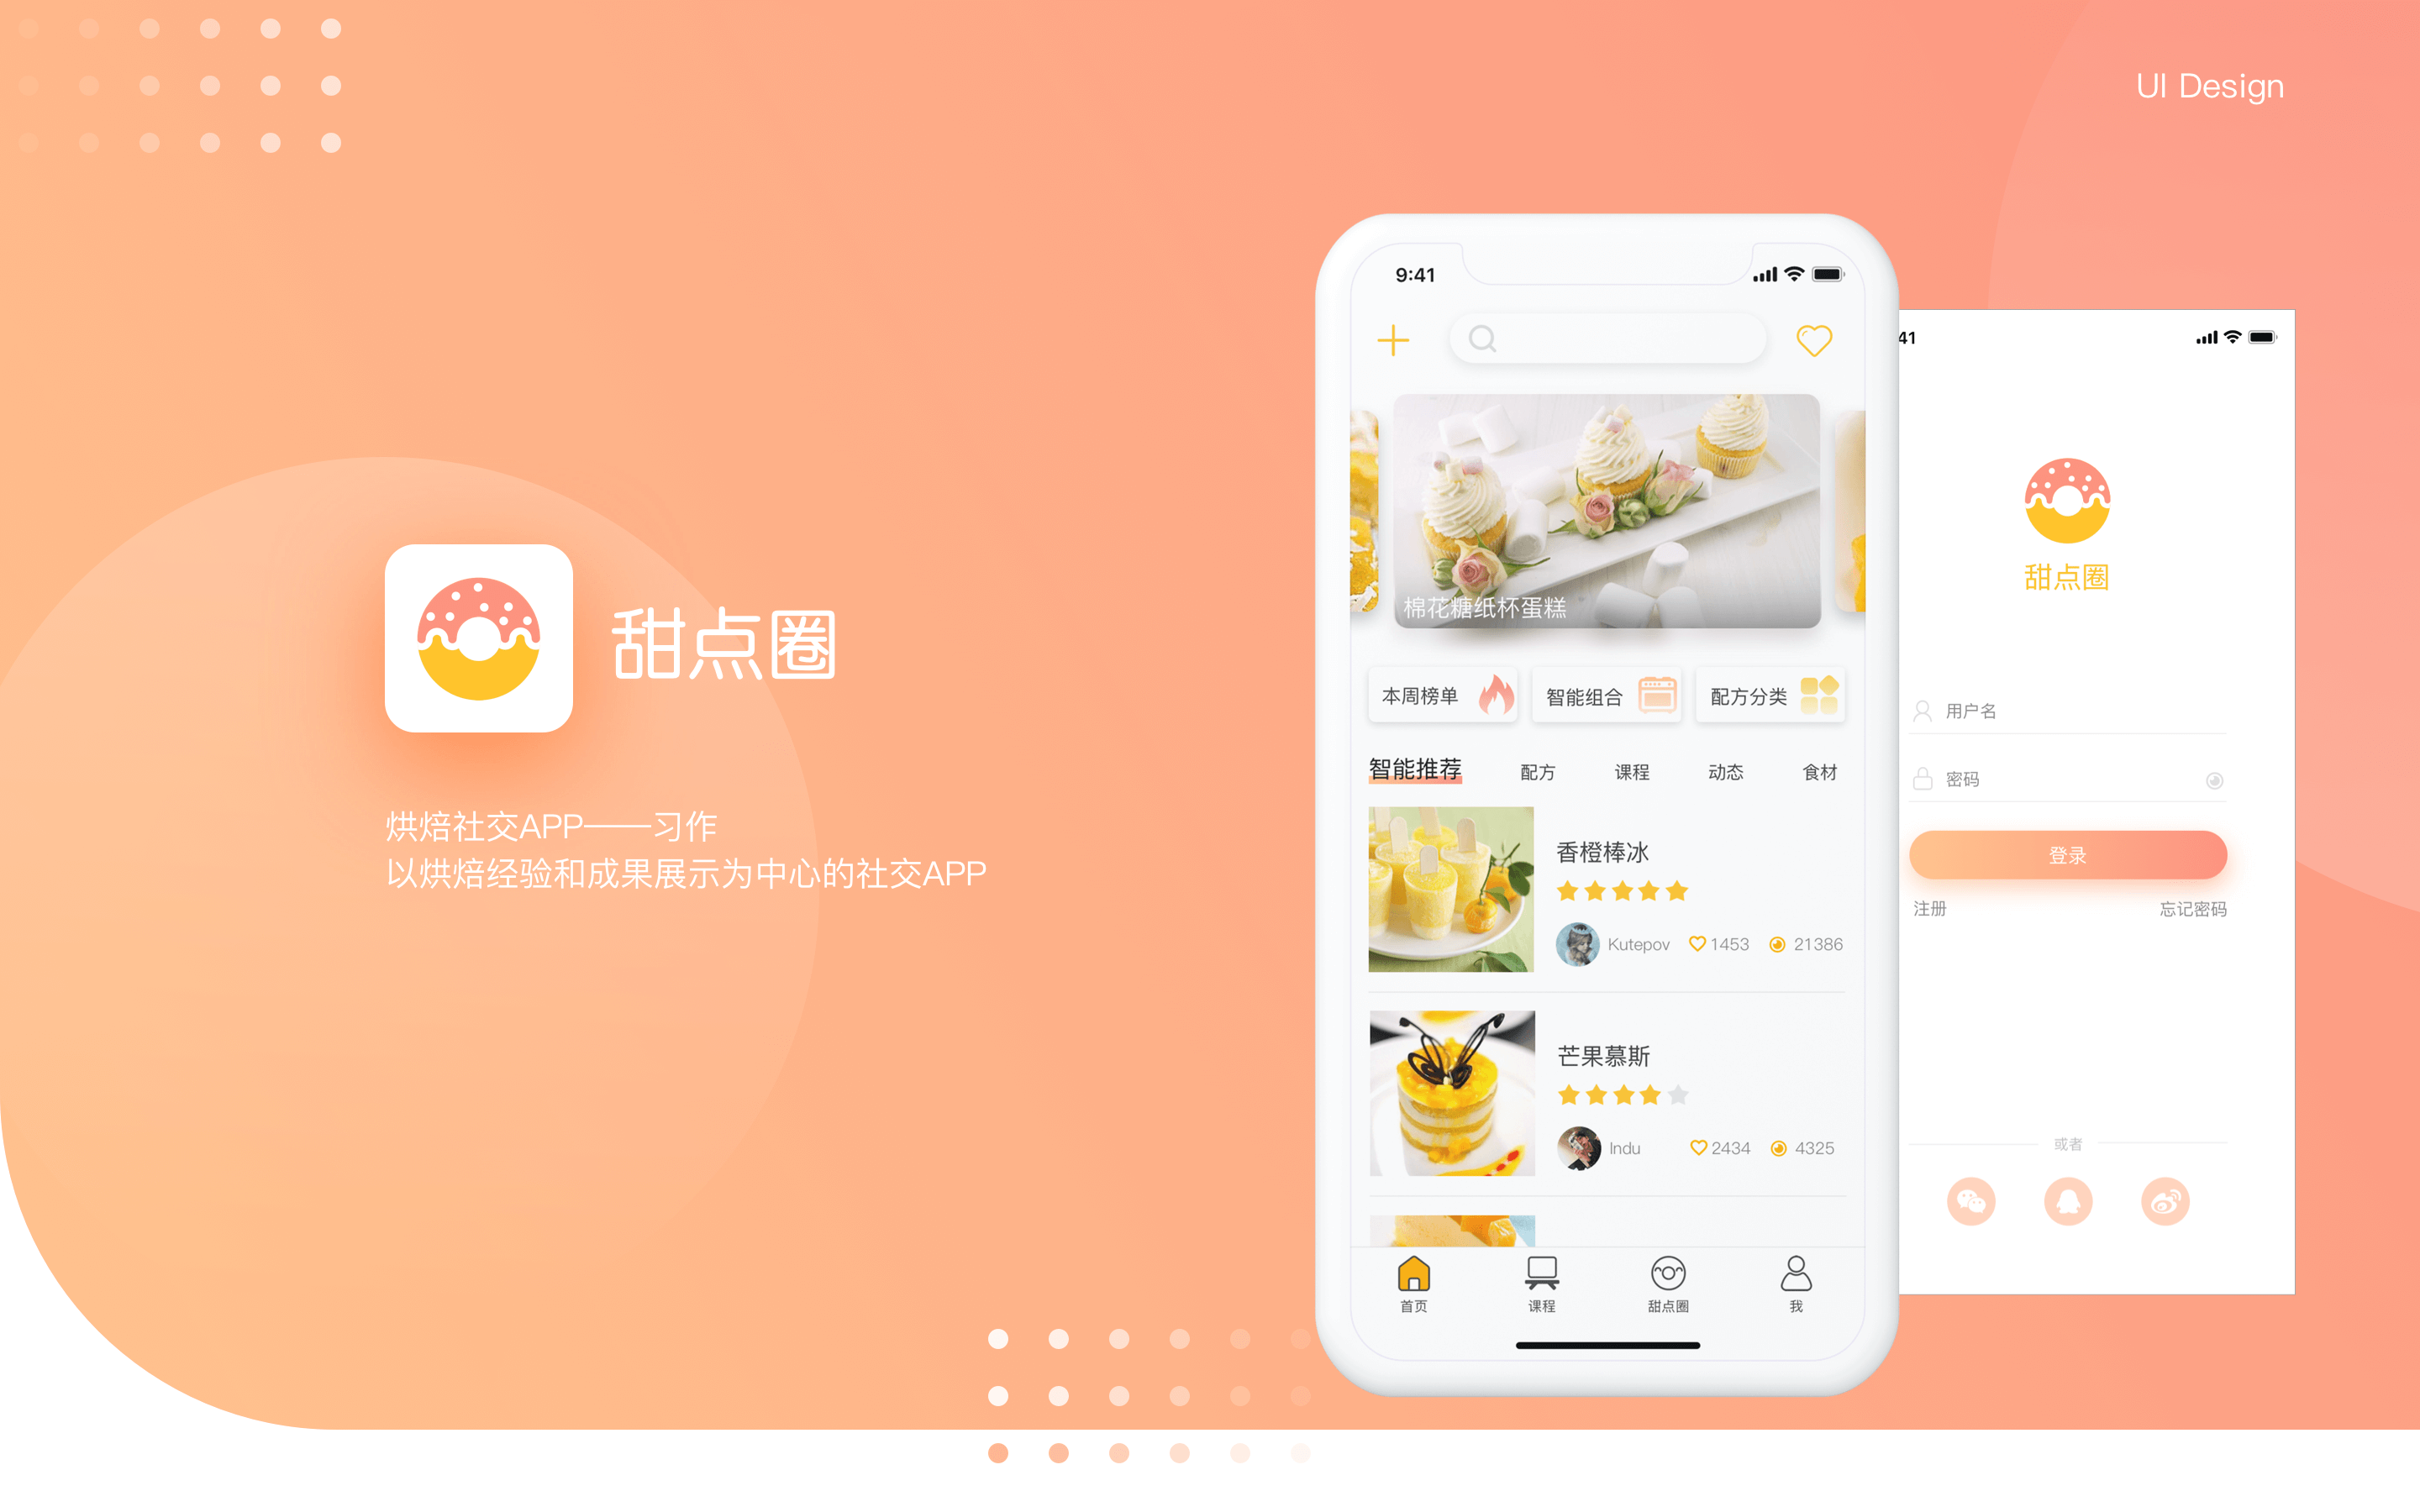 UI Design
甜点圈
烘焙社交APP——习作
以烘焙经验和成果展示为中心的社交APP
9:41
棉花糖纸杯蛋糕
本周榜单 智能组合 配方分类
智能推荐 配方 课程 动态 食材
香橙棒冰
Kutepov 1453 21386
芒果慕斯
Indu 2434 4325
首页 课程 甜点圈 我
41
甜点圈
用户名
密码
登录
注册 忘记密码
或者